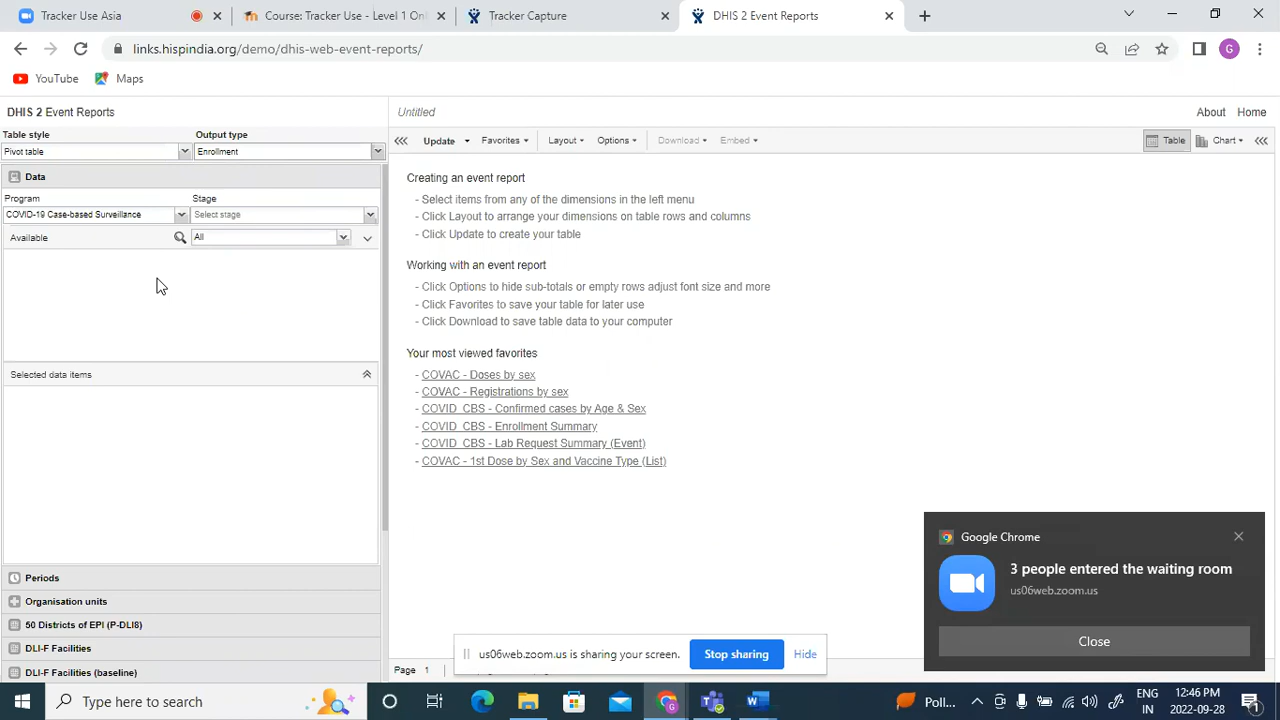 Tracker Use Asia
Course: Tracker Use - Level 1 Onl
Tracker Capture
DHIS 2 Event Reports
links.hispindia.org/demo/dhis-web-event-reports/
G
YouTube
Maps
DHIS 2 Event Reports
Untitled
About
Home
Table style
Output type
Pivot table
Enrollment
Update
Favorites
Layout
Options
Download
Embed
Table
Chart
Data
Program
Stage
COVID-19 Case-based Surveillance
Select stage
Available
All
Selected data items
Periods
Organisation units
50 Districts of EPI (P-DLI8)
DLI-F Facilities
DLI-F Facilities (baseline)
Creating an event report
- Select items from any of the dimensions in the left menu
- Click Layout to arrange your dimensions on table rows and columns
- Click Update to create your table
Working with an event report
- Click Options to hide sub-totals or empty rows adjust font size and more
- Click Favorites to save your table for later use
- Click Download to save table data to your computer
Your most viewed favorites
- COVAC - Doses by sex
- COVAC - Registrations by sex
- COVID_CBS - Confirmed cases by Age & Sex
- COVID_CBS - Enrollment Summary
- COVID_CBS - Lab Request Summary (Event)
- COVAC - 1st Dose by Sex and Vaccine Type (List)
Google Chrome
3 people entered the waiting room
us06web.zoom.us
Close
us06web.zoom.us is sharing your screen.
Stop sharing
Hide
Page 1
Type here to search
Poll...
ENG
IN
12:46 PM
2022-09-28
1